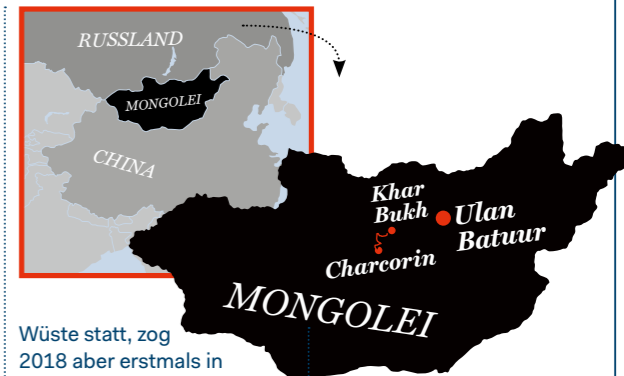 RUSSLAND
MONGOLEI
CHINA
Khar
Bukh
Ulan
Batuur
Charcorin
MONGOLEI
Wüste statt, zog
2018 aber erstmals in